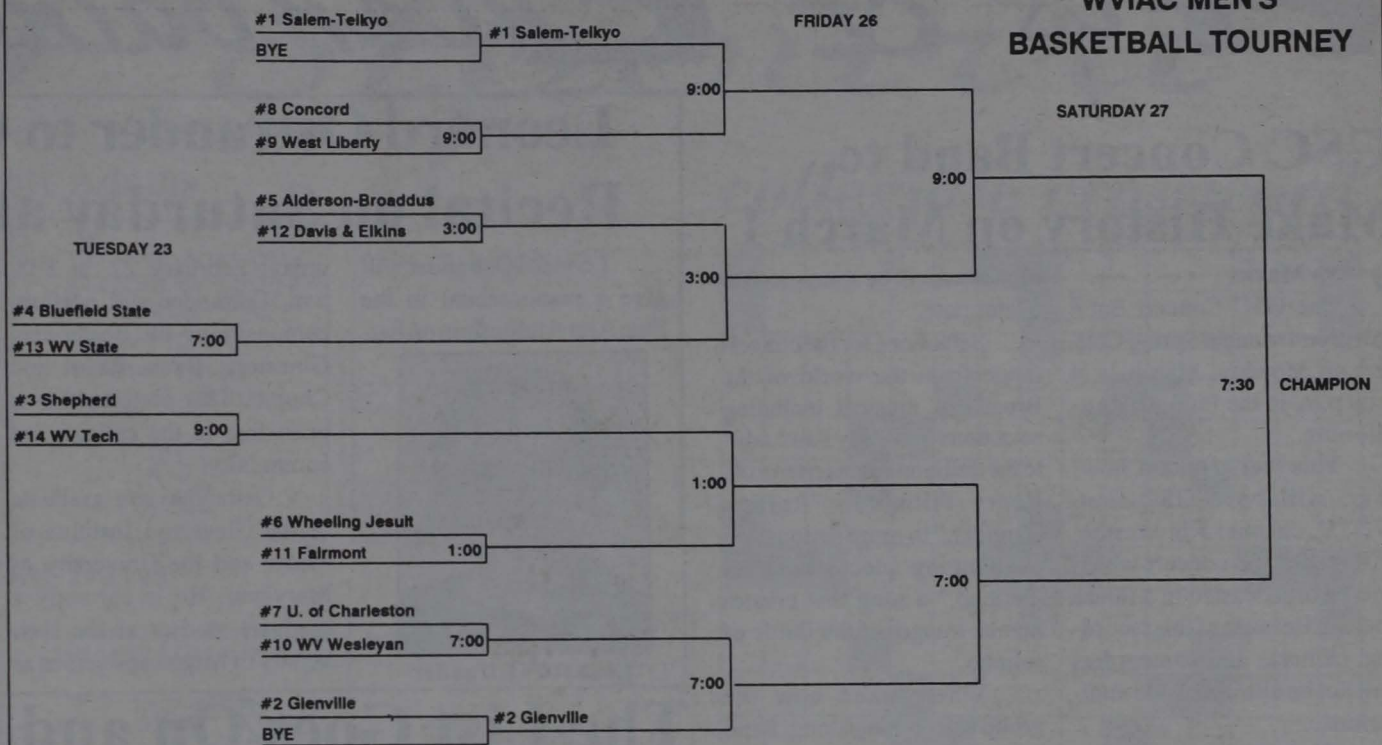 WVIAC MEN'S
BASKETBALL TOURNEY
FRIDAY 26
SATURDAY 27
TUESDAY 23
#1 Salem-Teikyo
BYE
#1 Salem-Teikyo
9:00
#8 Concord
#9 West Liberty 9:00
9:00
#5 Alderson-Broaddus
#12 Davis & Elkins 3:00
3:00
#4 Bluefield State
#13 WV State 7:00
7:30 CHAMPION
#3 Shepherd
#14 WV Tech 9:00
1:00
#6 Wheeling Jesuit
#11 Fairmont 1:00
7:00
#7 U. of Charleston
#10 WV Wesleyan 7:00
7:00
#2 Glenville
BYE
#2 Glenville